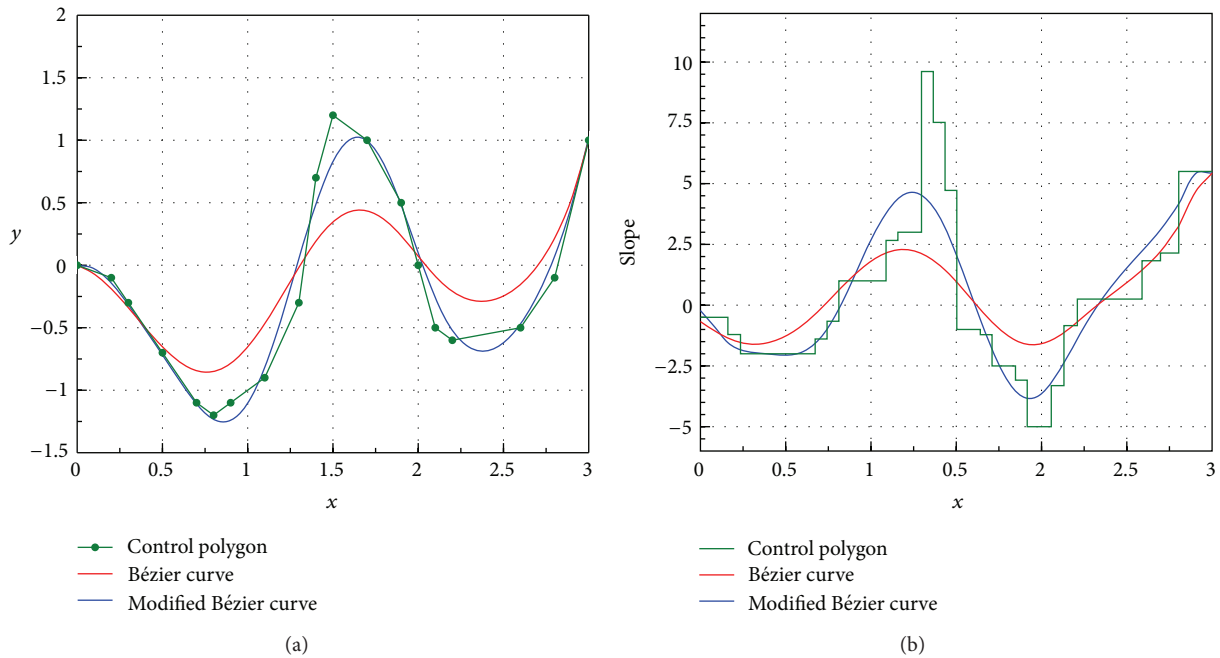 2
1.5
1
0.5
0
−0.5
−1
−1.5
y
0 0.5 1 1.5 2 2.5 3
x
Control polygon
Bézier curve
Modified Bézier curve
(a)
10
7.5
5
2.5
0
−2.5
−5
Slope
0 0.5 1 0.5 2 2.5 3
x
Control polygon
Bézier curve
Modified Bézier curve
(b)